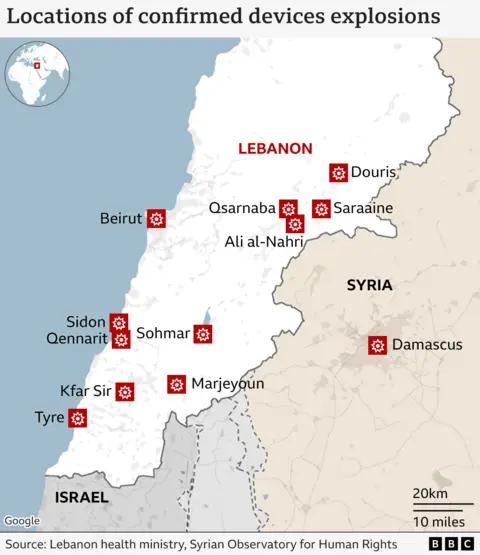 Locations of confirmed devices explosions
LEBANON
Douris
Qsarnaba
Saraaine
Beirut
Ali al-Nahri
SYRIA
Sidon
Sohmar
Qennarit
Damascus
Kfar Sir
Marjeyoun
Tyre
ISRAEL
20km
10 miles
Google
Source: Lebanon health ministry, Syrian Observatory for Human Rights
BBC